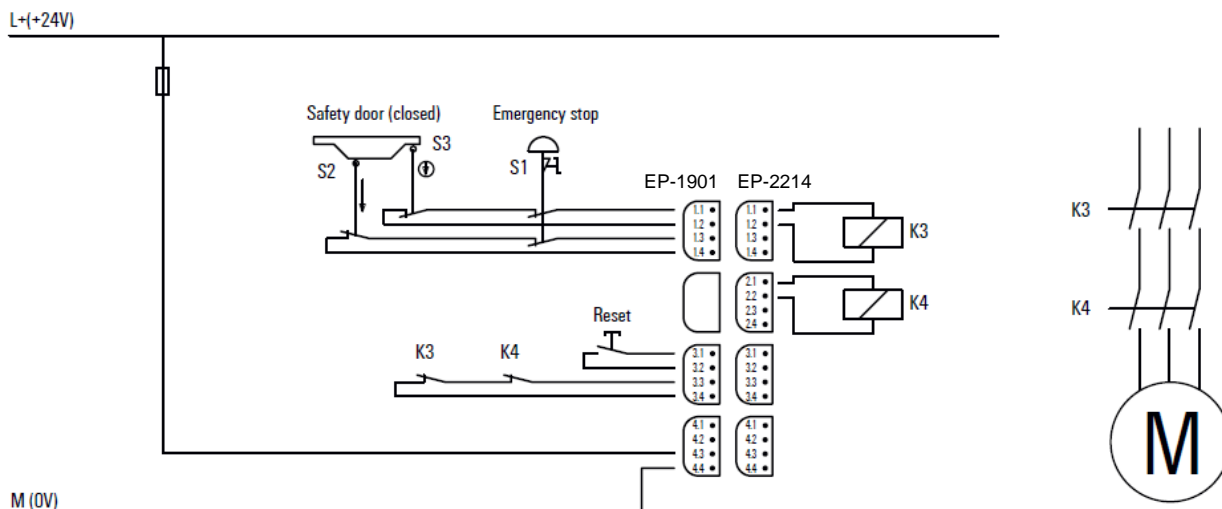 L+(+24V)
Safety door (closed)
Emergency stop
S3
S2
S1
EP-1901
EP-2214
1.1
1.2
1.3
1.4
1.1
1.2
1.3
1.4
K3
2.1
2.2
2.3
2.4
K4
Reset
K3
K4
3.1
3.2
3.3
3.4
3.1
3.2
3.3
3.4
4.1
4.2
4.3
4.4
4.1
4.2
4.3
4.4
M (0V)
K3
K4
M